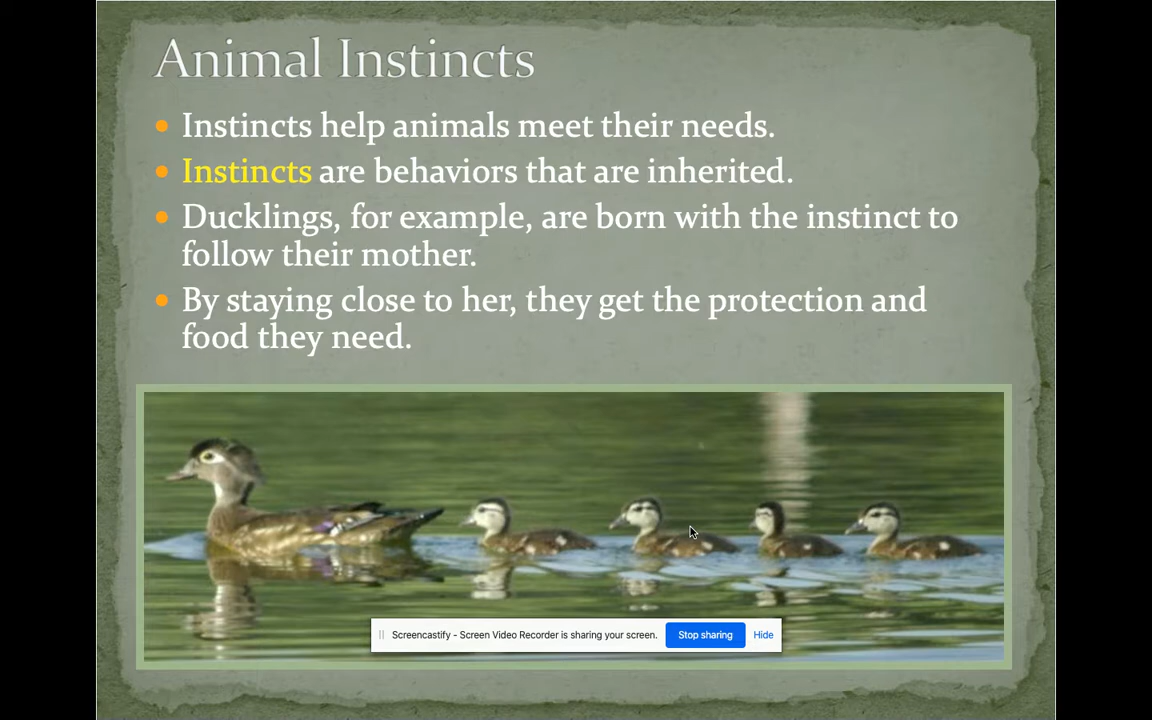 Animal Instincts
Instincts help animals meet their needs.
Instincts are behaviors that are inherited.
Ducklings, for example, are born with the instinct to
follow their mother.
By staying close to her, they get the protection and
food they need.
Screencastify - Screen Video Recorder is sharing your screen. Stop sharing Hide